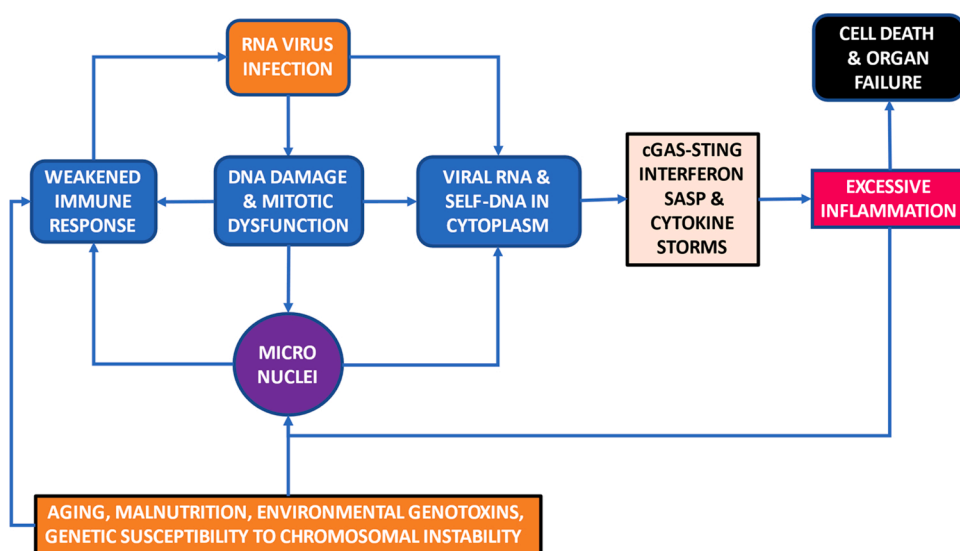 RNA VIRUS
INFECTION
CELL DEATH
& ORGAN
FAILURE
WEAKENED
IMMUNE
RESPONSE
DNA DAMAGE
& MITOTIC
DYSFUNCTION
VIRAL RNA &
SELF-DNA IN
CYTOPLASM
cGAS-STING
INTERFERON
SASP &
CYTOKINE
STORMS
EXCESSIVE
INFLAMMATION
MICRO
NUCLEI
AGING, MALNUTRITION, ENVIRONMENTAL GENOTOXINS,
GENETIC SUSCEPTIBILITY TO CHROMOSOMAL INSTABILITY